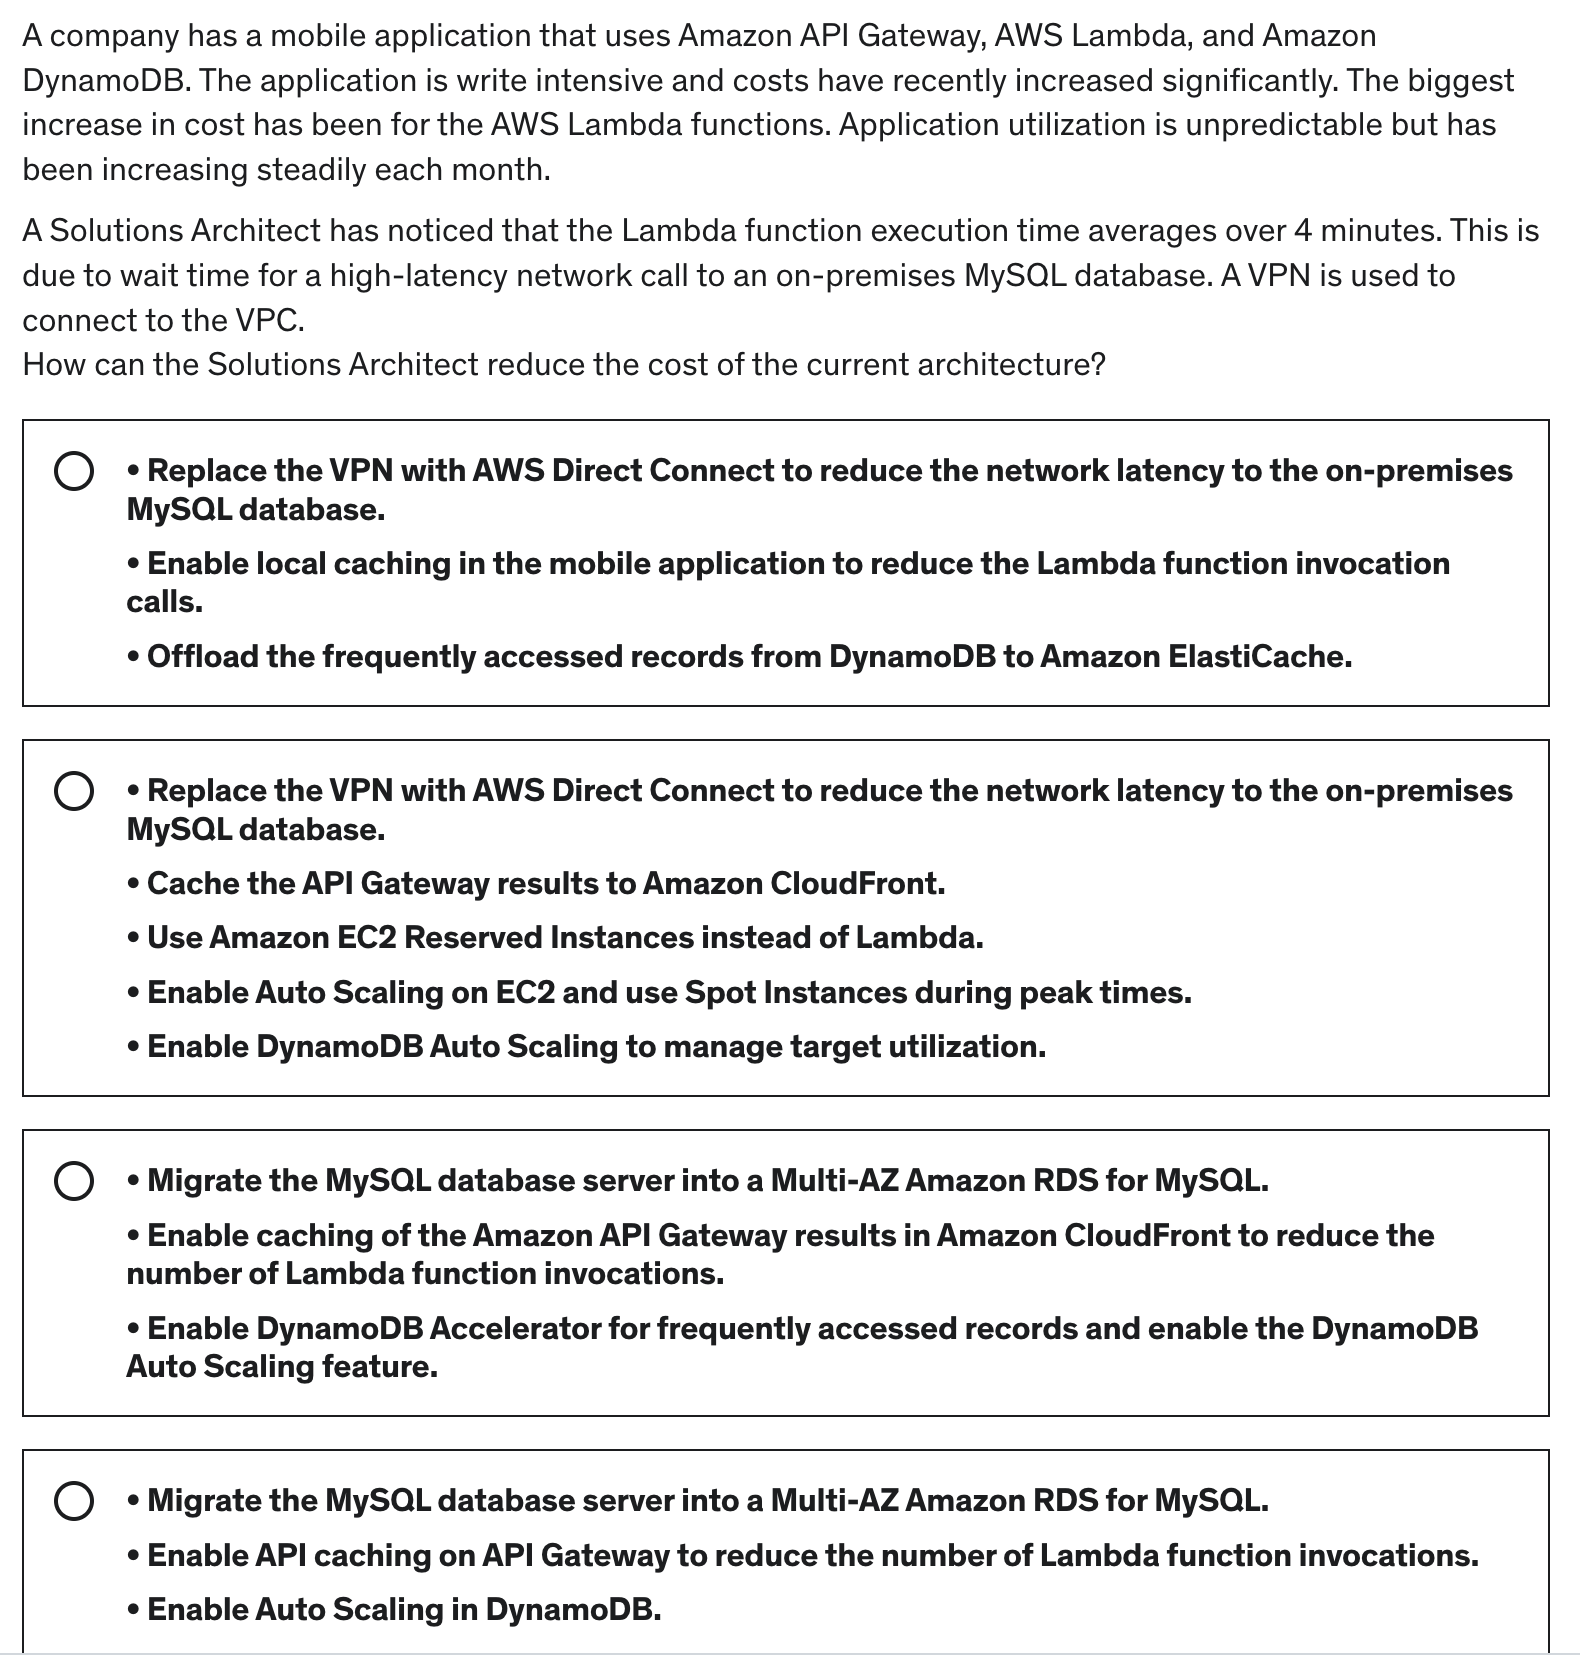 A company has a mobile application that uses Amazon API Gateway, AWS Lambda, and Amazon
DynamoDB. The application is write intensive and costs have recently increased significantly. The biggest
increase in cost has been for the AWS Lambda functions. Application utilization is unpredictable but has
been increasing steadily each month.
A Solutions Architect has noticed that the Lambda function execution time averages over 4 minutes. This is
due to wait time for a high-latency network call to an on-premises MySQL database. A VPN is used to
connect to the VPC.
How can the Solutions Architect reduce the cost of the current architecture?
• Replace the VPN with AWS Direct Connect to reduce the network latency to the on-premises
MySQL database.
• Enable local caching in the mobile application to reduce the Lambda function invocation
calls.
• Offload the frequently accessed records from DynamoDB to Amazon ElastiCache.
• Replace the VPN with AWS Direct Connect to reduce the network latency to the on-premises
MySQL database.
• Cache the API Gateway results to Amazon CloudFront.
• Use Amazon EC2 Reserved Instances instead of Lambda.
• Enable Auto Scaling on EC2 and use Spot Instances during peak times.
• Enable DynamoDB Auto Scaling to manage target utilization.
• Migrate the MySQL database server into a Multi-AZ Amazon RDS for MySQL.
• Enable caching of the Amazon API Gateway results in Amazon CloudFront to reduce the
number of Lambda function invocations.
• Enable DynamoDB Accelerator for frequently accessed records and enable the DynamoDB
Auto Scaling feature.
• Migrate the MySQL database server into a Multi-AZ Amazon RDS for MySQL.
• Enable API caching on API Gateway to reduce the number of Lambda function invocations.
• Enable Auto Scaling in DynamoDB.